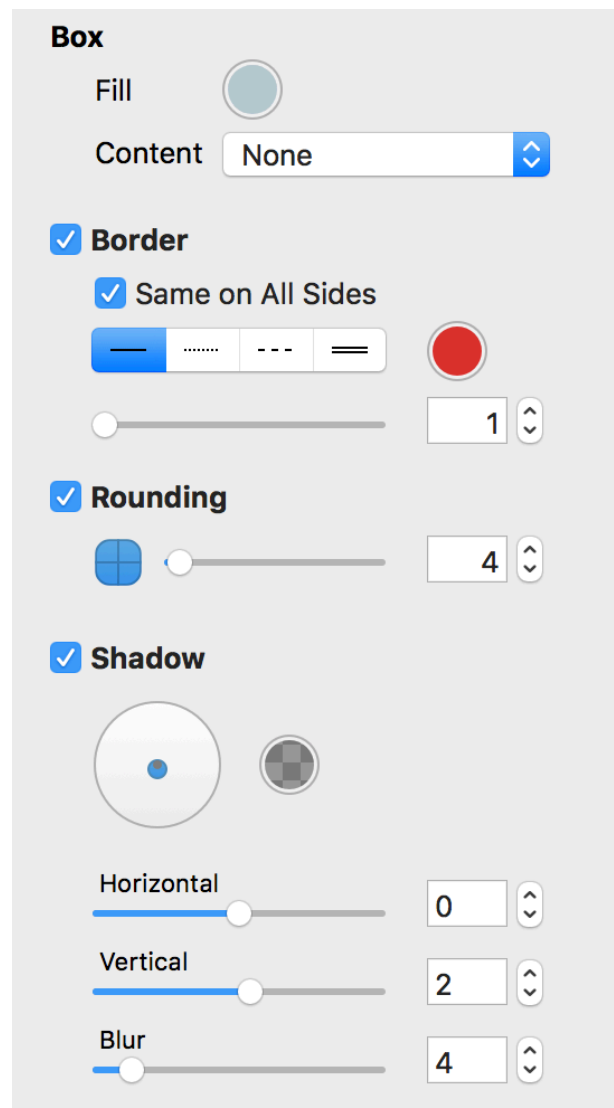 Box
Fill
Content None
Border
Same on All Sides
1
Rounding
4
Shadow
Horizontal
0
Vertical
2
Blur
4